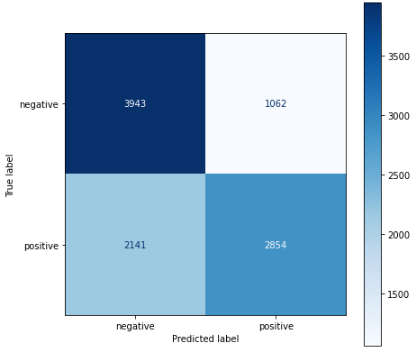 negative
3943
1062
positive
2141
2854
True label
negative
positive
Predicted label
3500
3000
2500
2000
1500